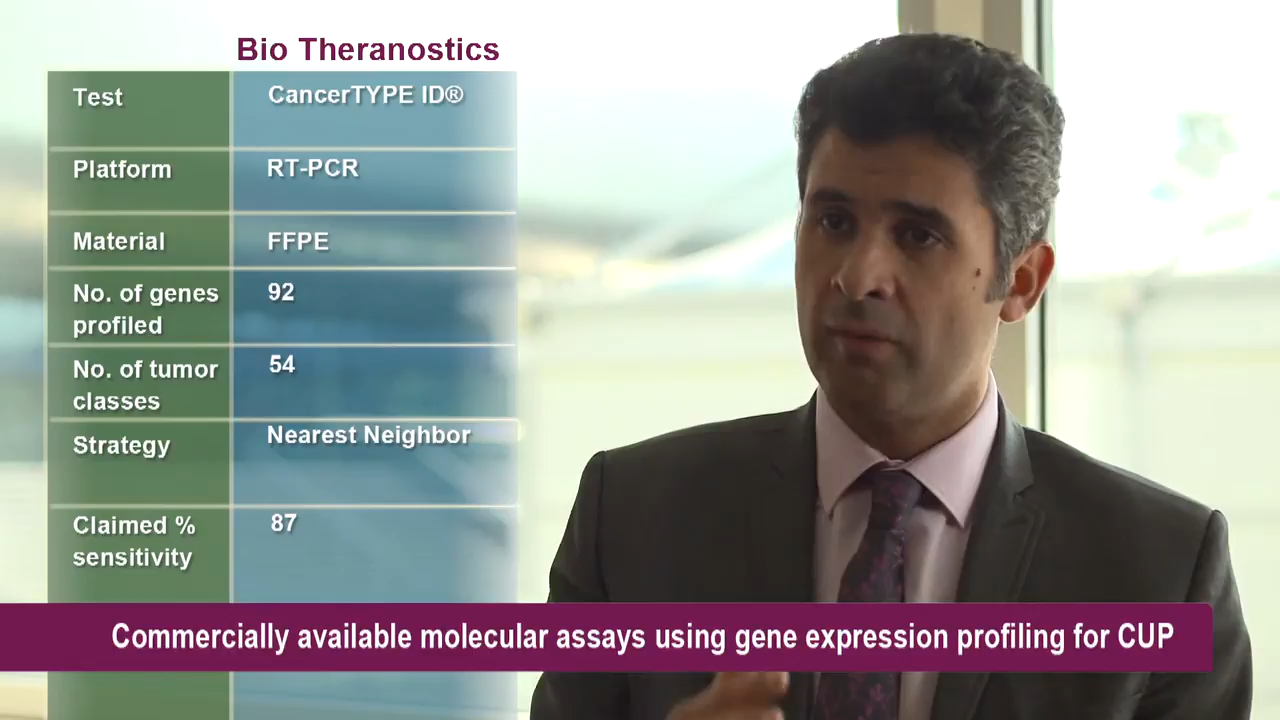 Bio Theranostics
Test
CancerTYPE ID®
Platform
RT-PCR
Material
FFPE
No. of genes
profiled
92
No. of tumor
classes
54
Strategy
Nearest Neighbor
Claimed %
sensitivity
87
Commercially available molecular assays using gene expression profiling for CUP